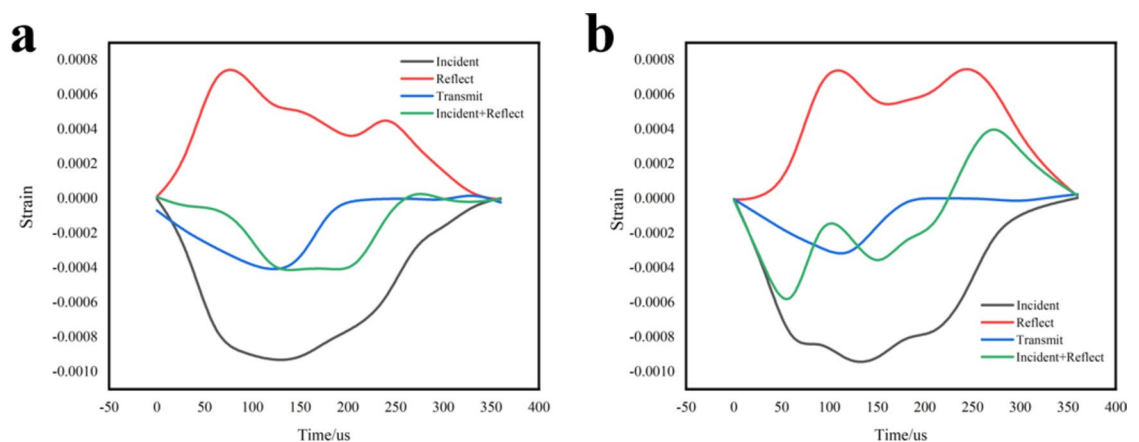 a
0.0008
0.0006
0.0004
0.0002
0.0000
-0.0002
-0.0004
-0.0006
-0.0008
-0.0010
Strain
Incident
Reflect
Transmit
Incident+Reflect
-50 0 50 100 150 200 250 300 350 400
Time/us
b
0.0008
0.0006
0.0004
0.0002
0.0000
-0.0002
-0.0004
-0.0006
-0.0008
-0.0010
Strain
Incident
Reflect
Transmit
Incident+Reflect
-50 0 50 100 150 200 250 300 350 400
Time/us